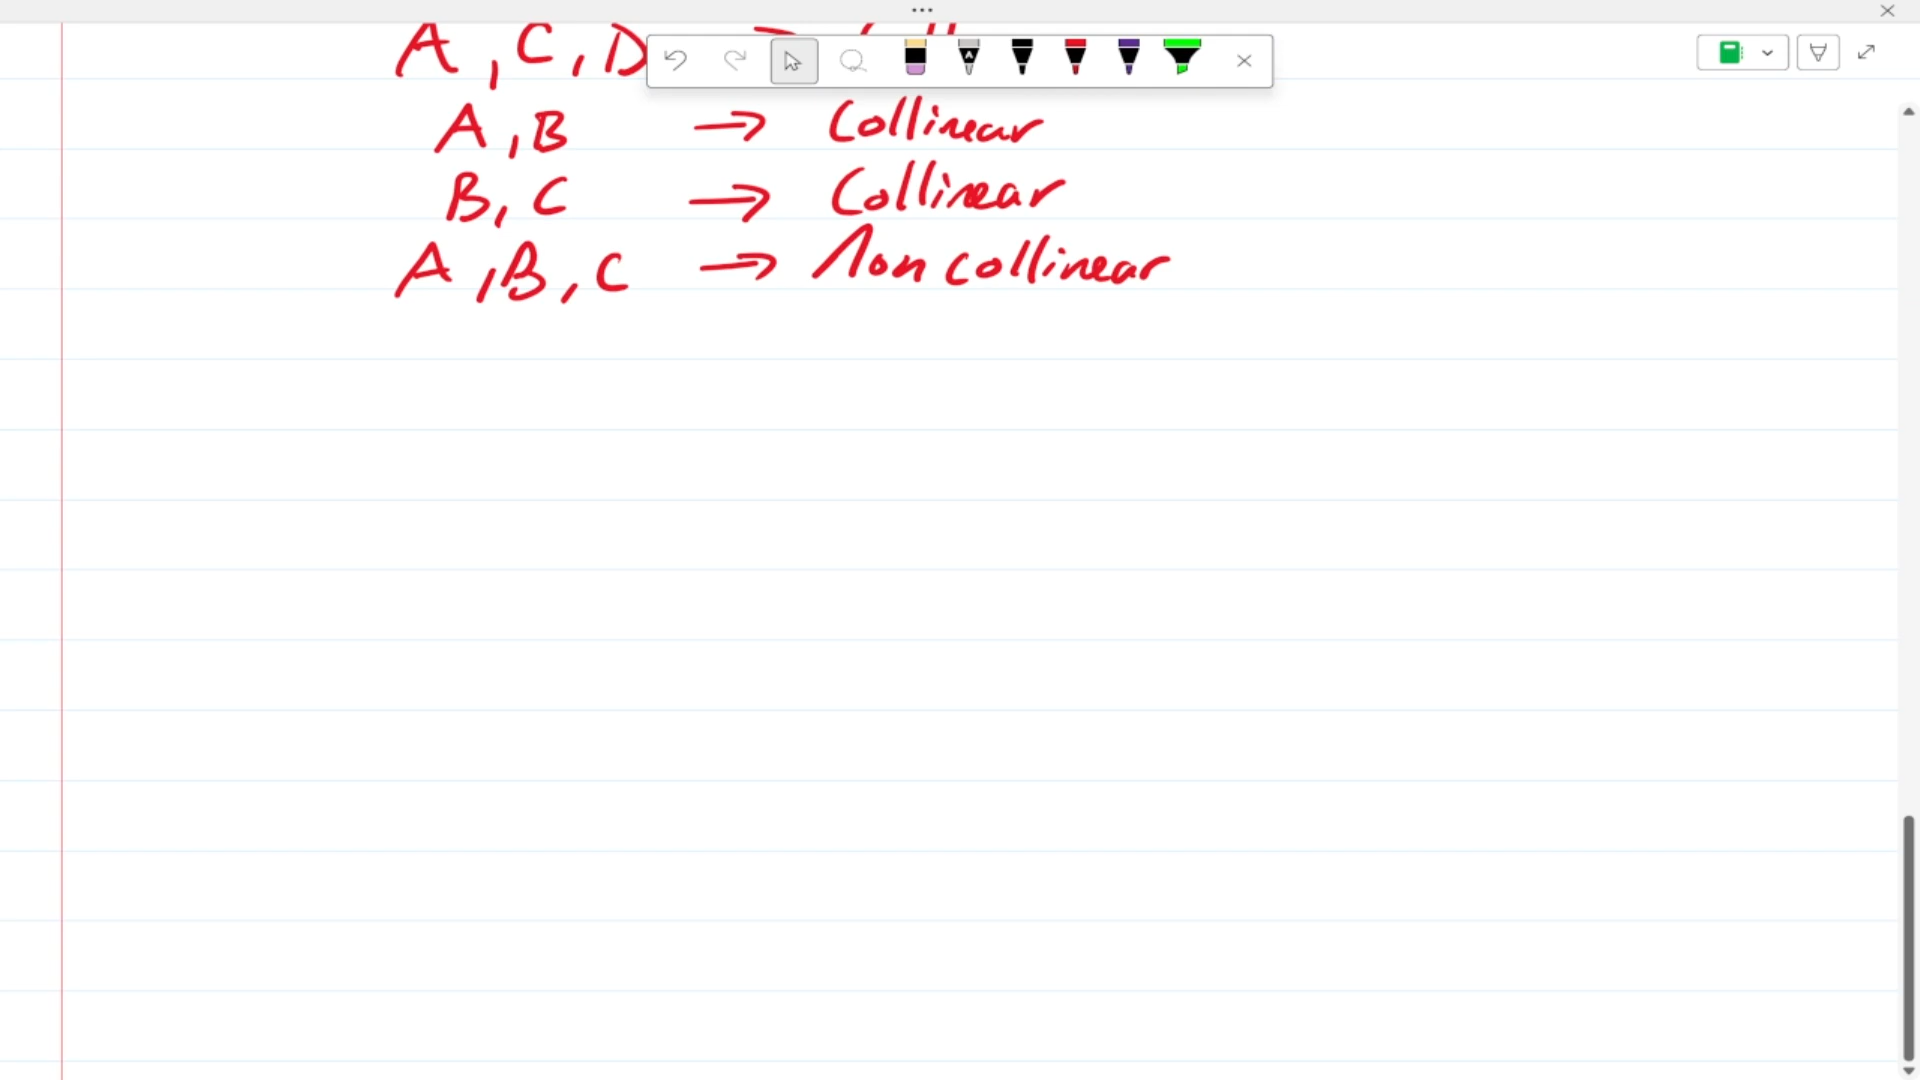 A, C, D →
A, B → Collinear
B, C → Collinear
A, B, C → Non collinear